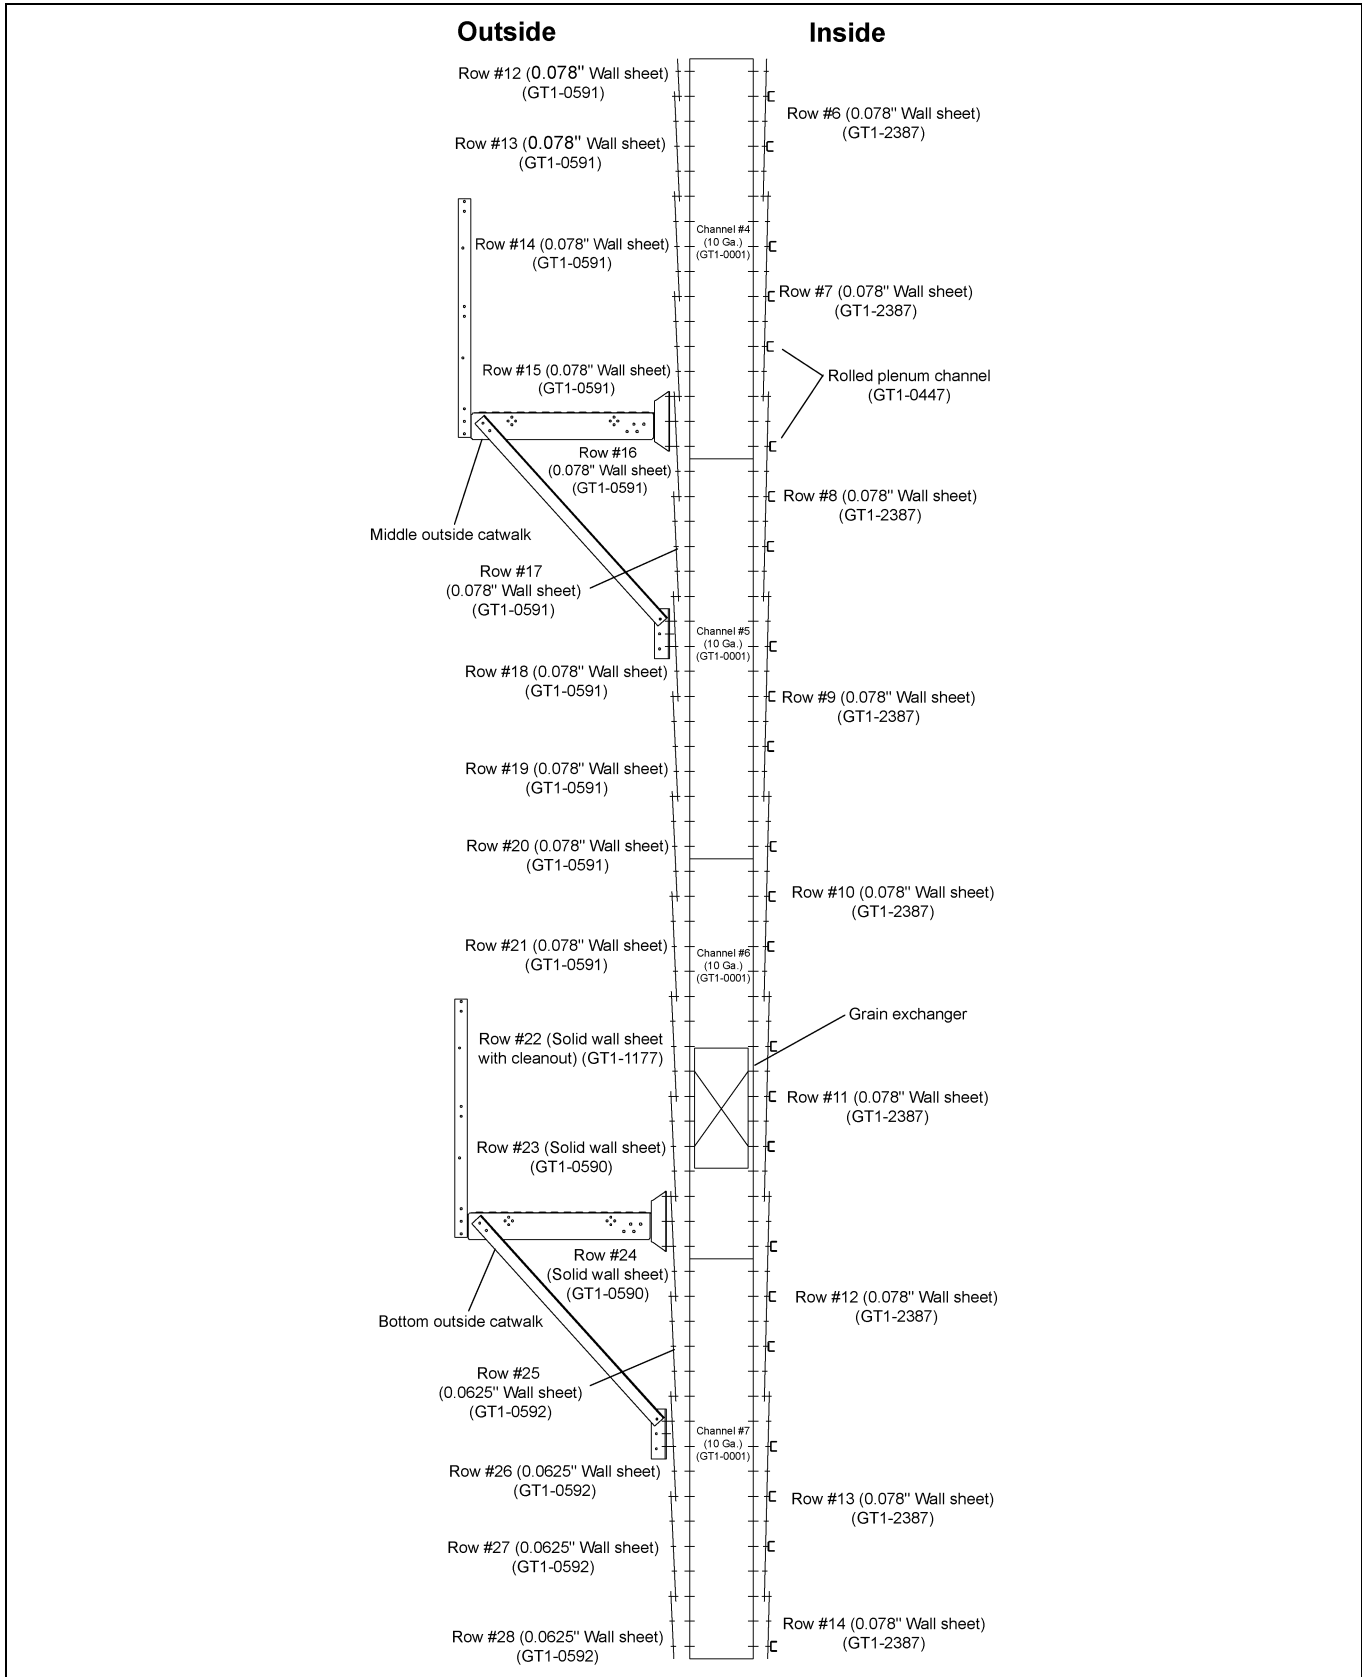 Outside
Inside
Row #12 (0.078" Wall sheet)
(GT1-0591)
Row #6 (0.078" Wall sheet)
(GT1-2387)
Row #13 (0.078" Wall sheet)
(GT1-0591)
Channel #4
(10 Ga.)
(GT1-0001)
Row #14 (0.078" Wall sheet)
(GT1-0591)
Row #7 (0.078" Wall sheet)
(GT1-2387)
Row #15 (0.078" Wall sheet)
(GT1-0591)
Rolled plenum channel
(GT1-0447)
Row #16
(0.078" Wall sheet)
(GT1-0591)
Row #8 (0.078" Wall sheet)
(GT1-2387)
Middle outside catwalk
Row #17
(0.078" Wall sheet)
(GT1-0591)
Channel #5
(10 Ga.)
(GT1-0001)
Row #18 (0.078" Wall sheet)
(GT1-0591)
Row #9 (0.078" Wall sheet)
(GT1-2387)
Row #19 (0.078" Wall sheet)
(GT1-0591)
Row #20 (0.078" Wall sheet)
(GT1-0591)
Row #10 (0.078" Wall sheet)
(GT1-2387)
Row #21 (0.078" Wall sheet)
(GT1-0591)
Channel #6
(10 Ga.)
(GT1-0001)
Grain exchanger
Row #22 (Solid wall sheet
with cleanout) (GT1-1177)
Row #11 (0.078" Wall sheet)
(GT1-2387)
Row #23 (Solid wall sheet)
(GT1-0590)
Row #24
(Solid wall sheet)
(GT1-0590)
Row #12 (0.078" Wall sheet)
(GT1-2387)
Bottom outside catwalk
Row #25
(0.0625" Wall sheet)
(GT1-0592)
Channel #7
(10 Ga.)
(GT1-0001)
Row #26 (0.0625" Wall sheet)
(GT1-0592)
Row #13 (0.078" Wall sheet)
(GT1-2387)
Row #27 (0.0625" Wall sheet)
(GT1-0592)
Row #14 (0.078" Wall sheet)
(GT1-2387)
Row #28 (0.0625" Wall sheet)
(GT1-0592)